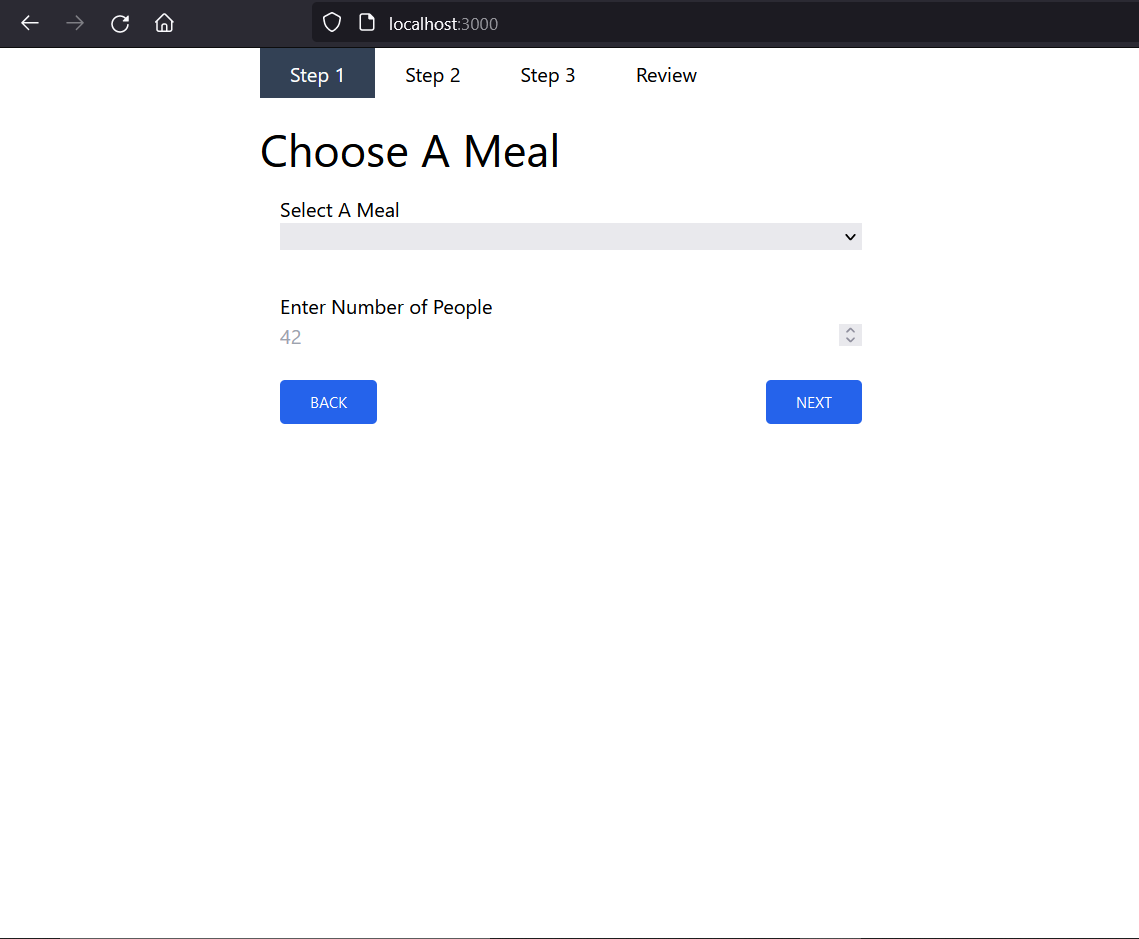 localhost:3000
Step 1 Step 2 Step 3 Review
Choose A Meal
Select A Meal
Enter Number of People
42
BACK NEXT